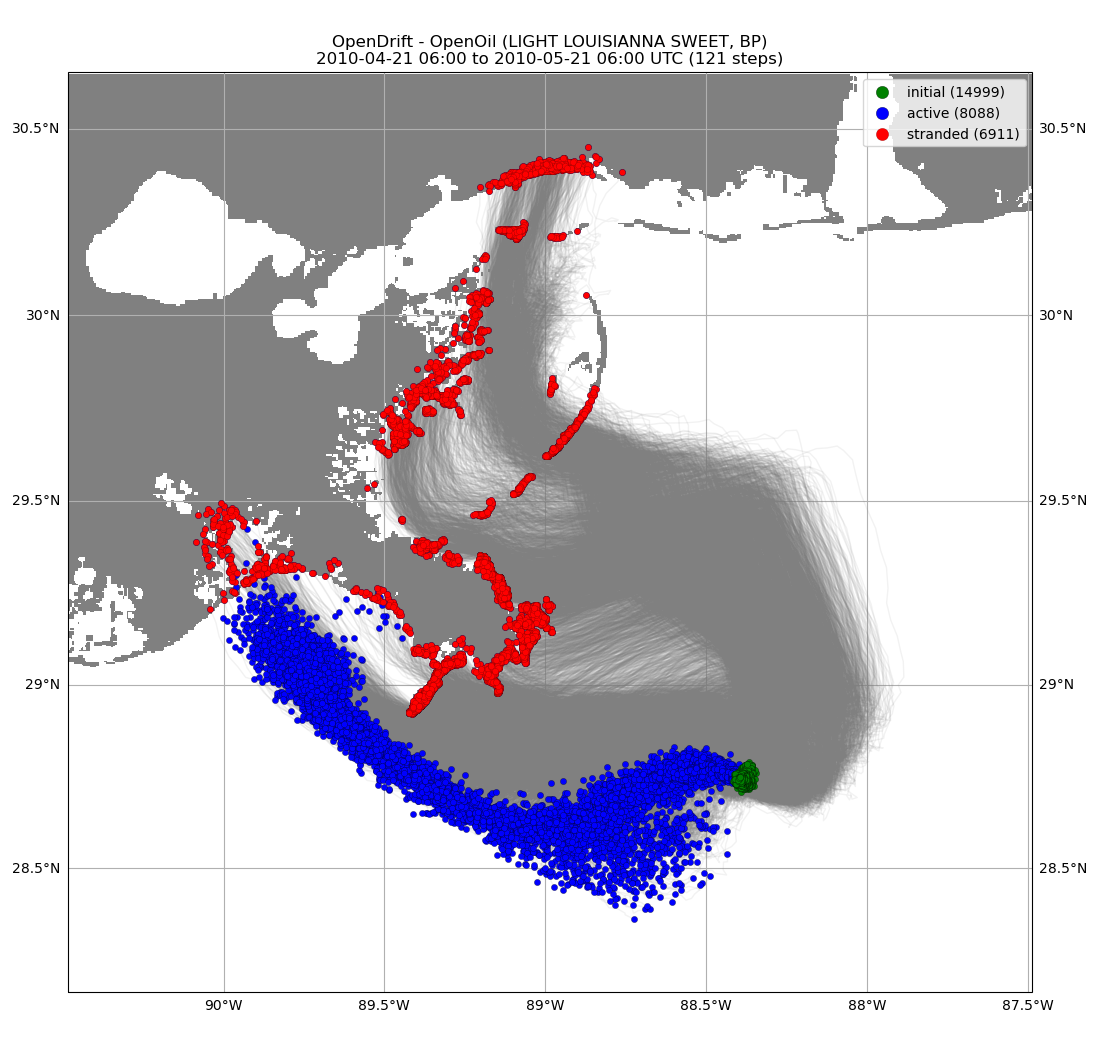 OpenDrift - OpenOil (LIGHT LOUISIANNA SWEET, BP)
2010-04-21 06:00 to 2010-05-21 06:00 UTC (121 steps)
initial (14999)
active (8088)
stranded (6911)
30.5°N 30.5°N
30°N 30°N
29.5°N 29.5°N
29°N 29°N
28.5°N 28.5°N
90°W 89.5°W 89°W 88.5°W 88°W 87.5°W